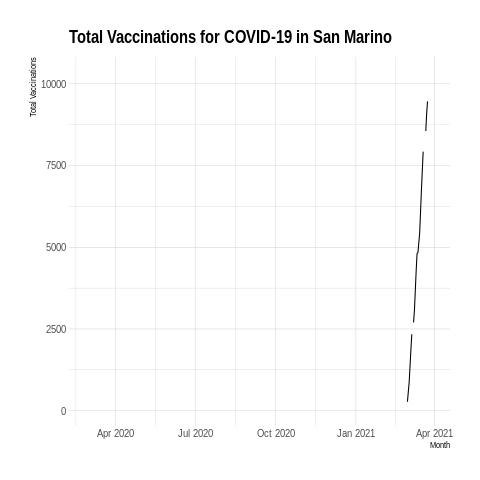 Total Vaccinations for COVID-19 in San Marino
Total Vaccinations
10000
7500
5000
2500
0
Apr 2020 Jul 2020 Oct 2020 Jan 2021 Apr 2021
Month